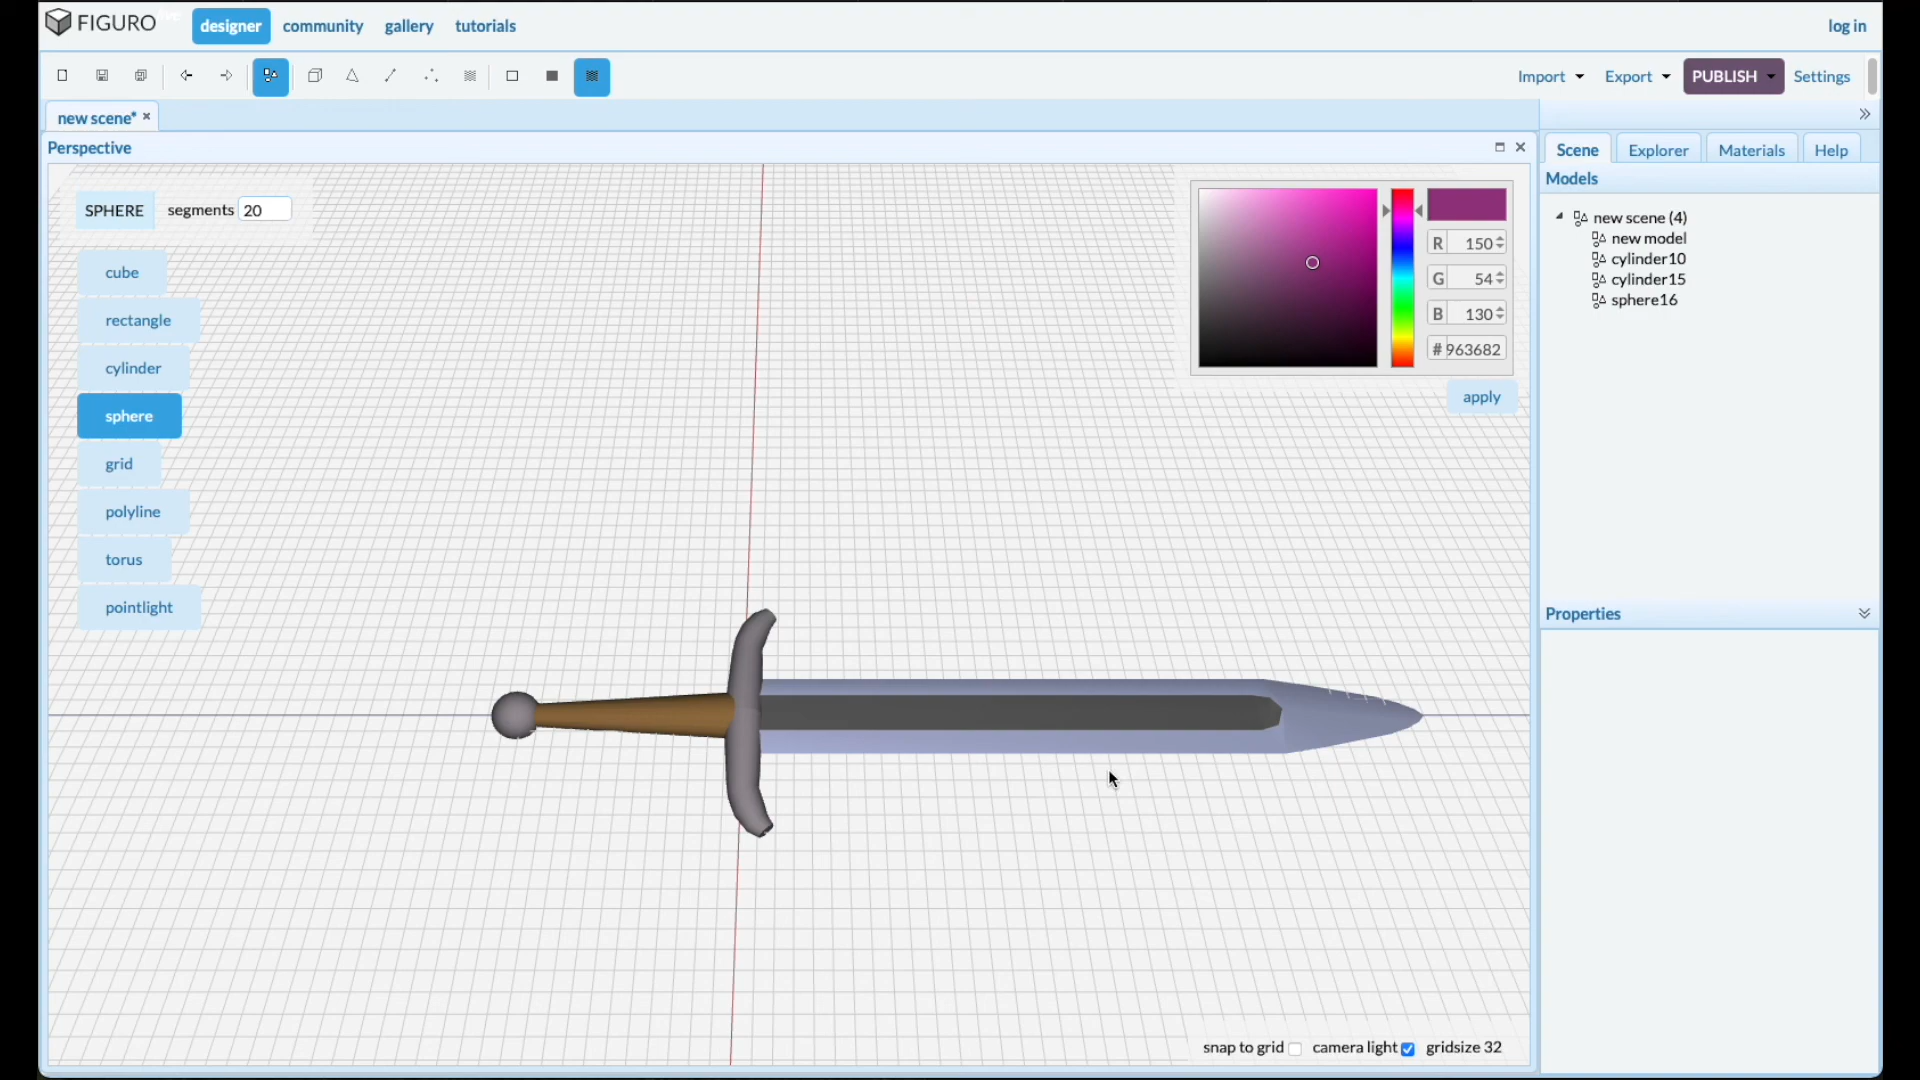 FIGURO
designer community gallery tutorials log in
Import Export PUBLISH Settings
new scene*
Perspective
SPHERE segments 20
cube
rectangle
cylinder
sphere
grid
polyline
torus
pointlight
R 150
G 54
B 130
# 963682
apply
snap to grid camera light gridsize 32
Scene Explorer Materials Help
Models
new scene (4)
new model
cylinder10
cylinder15
sphere16
Properties